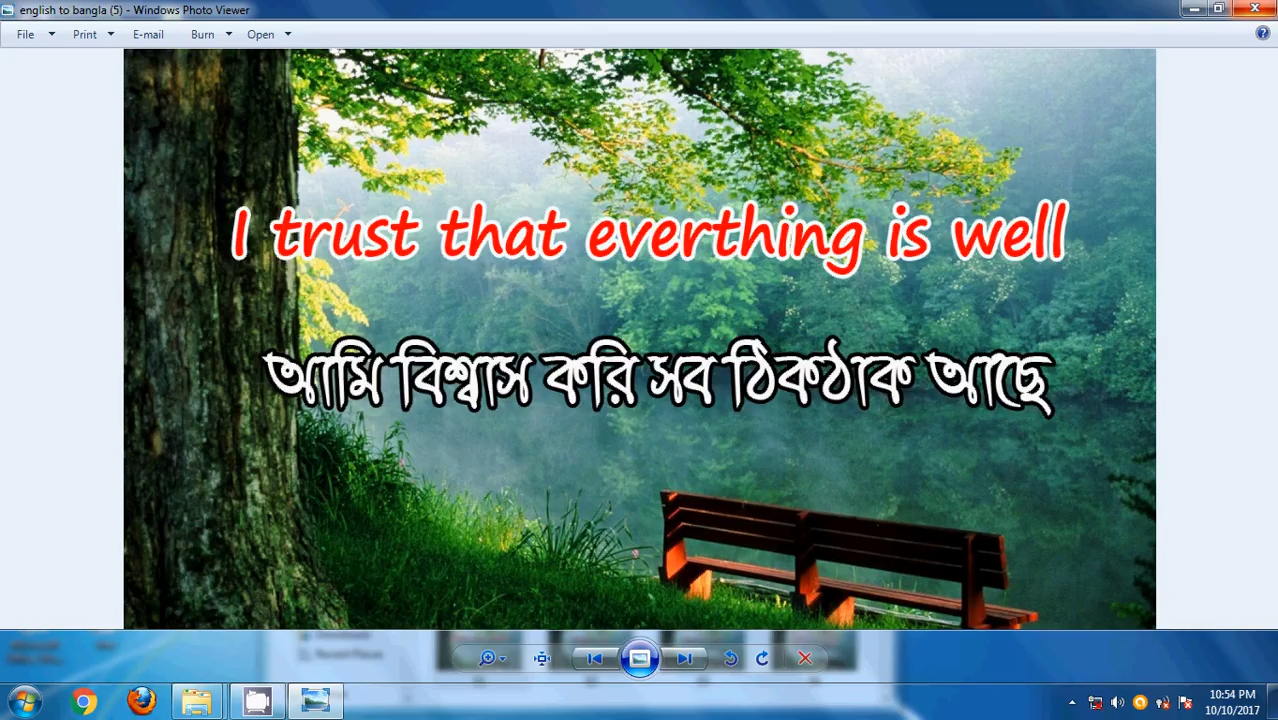 english to bangla (5) - Windows Photo Viewer
File Print E-mail Burn Open
I trust that everthing is well
আমি বিশ্বাস করি সব ঠিকঠাক আছে
10:54 PM
10/10/2017